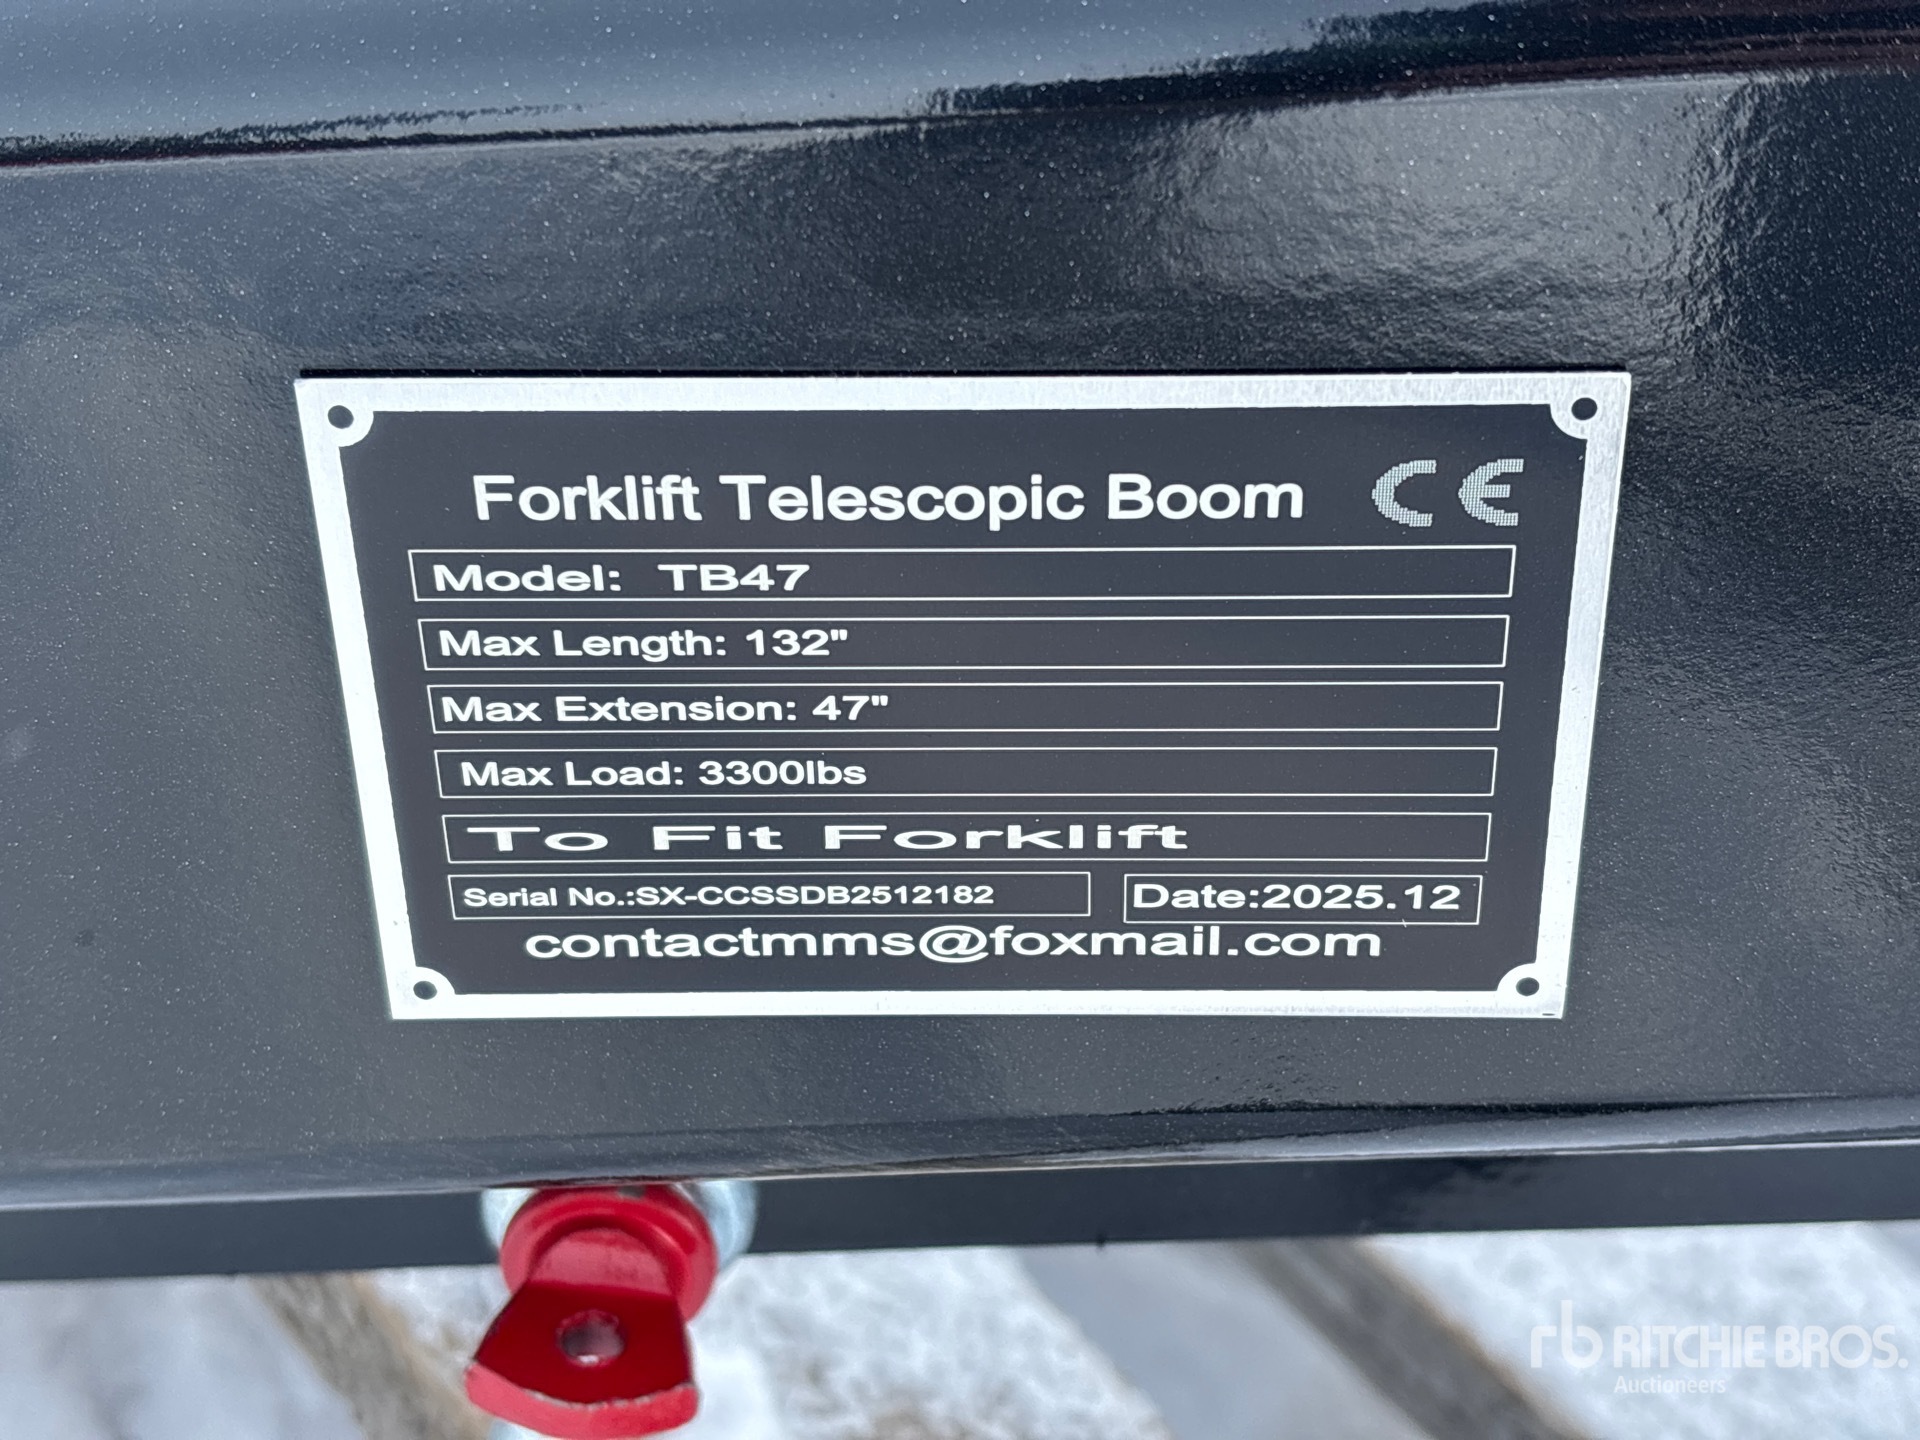 Forklift Telescopic Boom CE
Model: TB47
Max Length: 132"
Max Extension: 47"
Max Load: 3300lbs
To Fit Forklift
Serial No.:SX-CCSSDB2512182 Date:2025.12
contactmms@foxmail.com
rb RITCHIE BROS.
Auctioneers